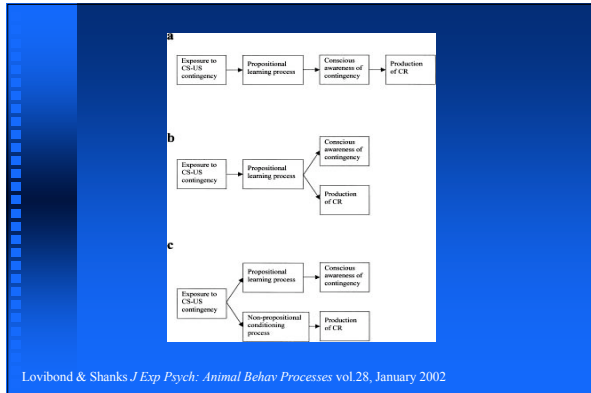 a
Exposure to
CS-US
contingency
Propositional
learning process
Conscious
awareness of
contingency
Production
of CR
b
Exposure to
CS-US
contingency
Propositional
learning process
Conscious
awareness of
contingency
Production
of CR
c
Exposure to
CS-US
contingency
Propositional
learning process
Conscious
awareness of
contingency
Non-propositional
conditioning
process
Production
of CR
Lovibond & Shanks J Exp Psych: Animal Behav Processes vol.28, January 2002